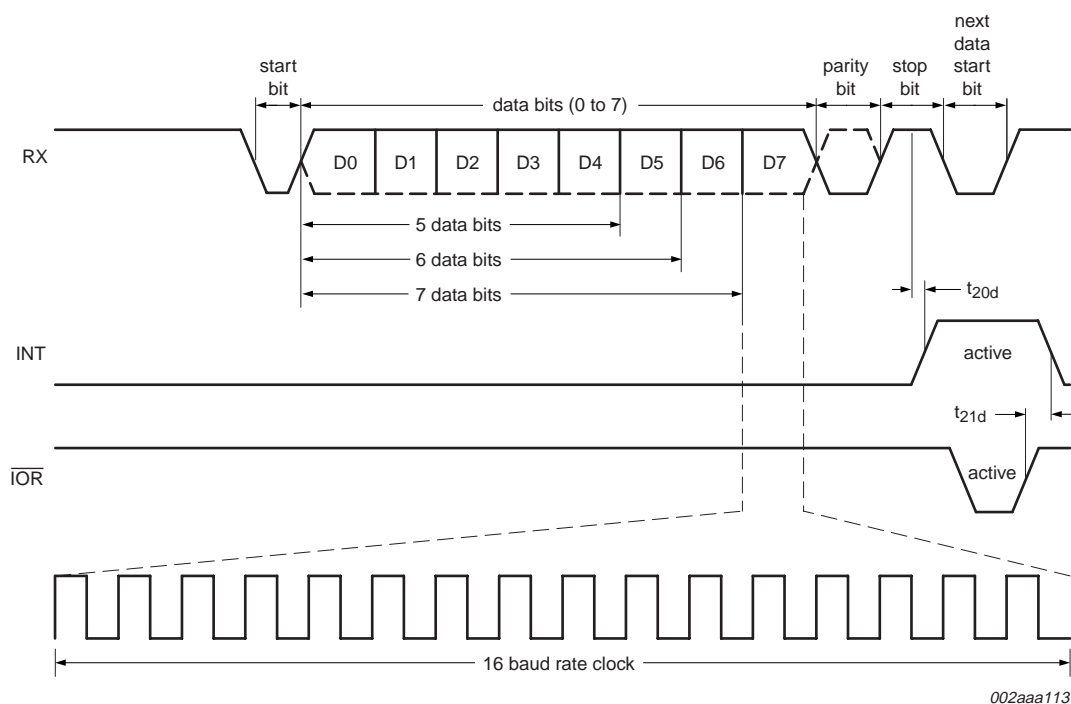 next
data
start
bit
start
bit
parity
bit
stop
bit
data bits (0 to 7)
RX
D0 D1 D2 D3 D4 D5 D6 D7
5 data bits
6 data bits
7 data bits
t20d
INT
active
t21d
IOR
active
16 baud rate clock
002aaa113